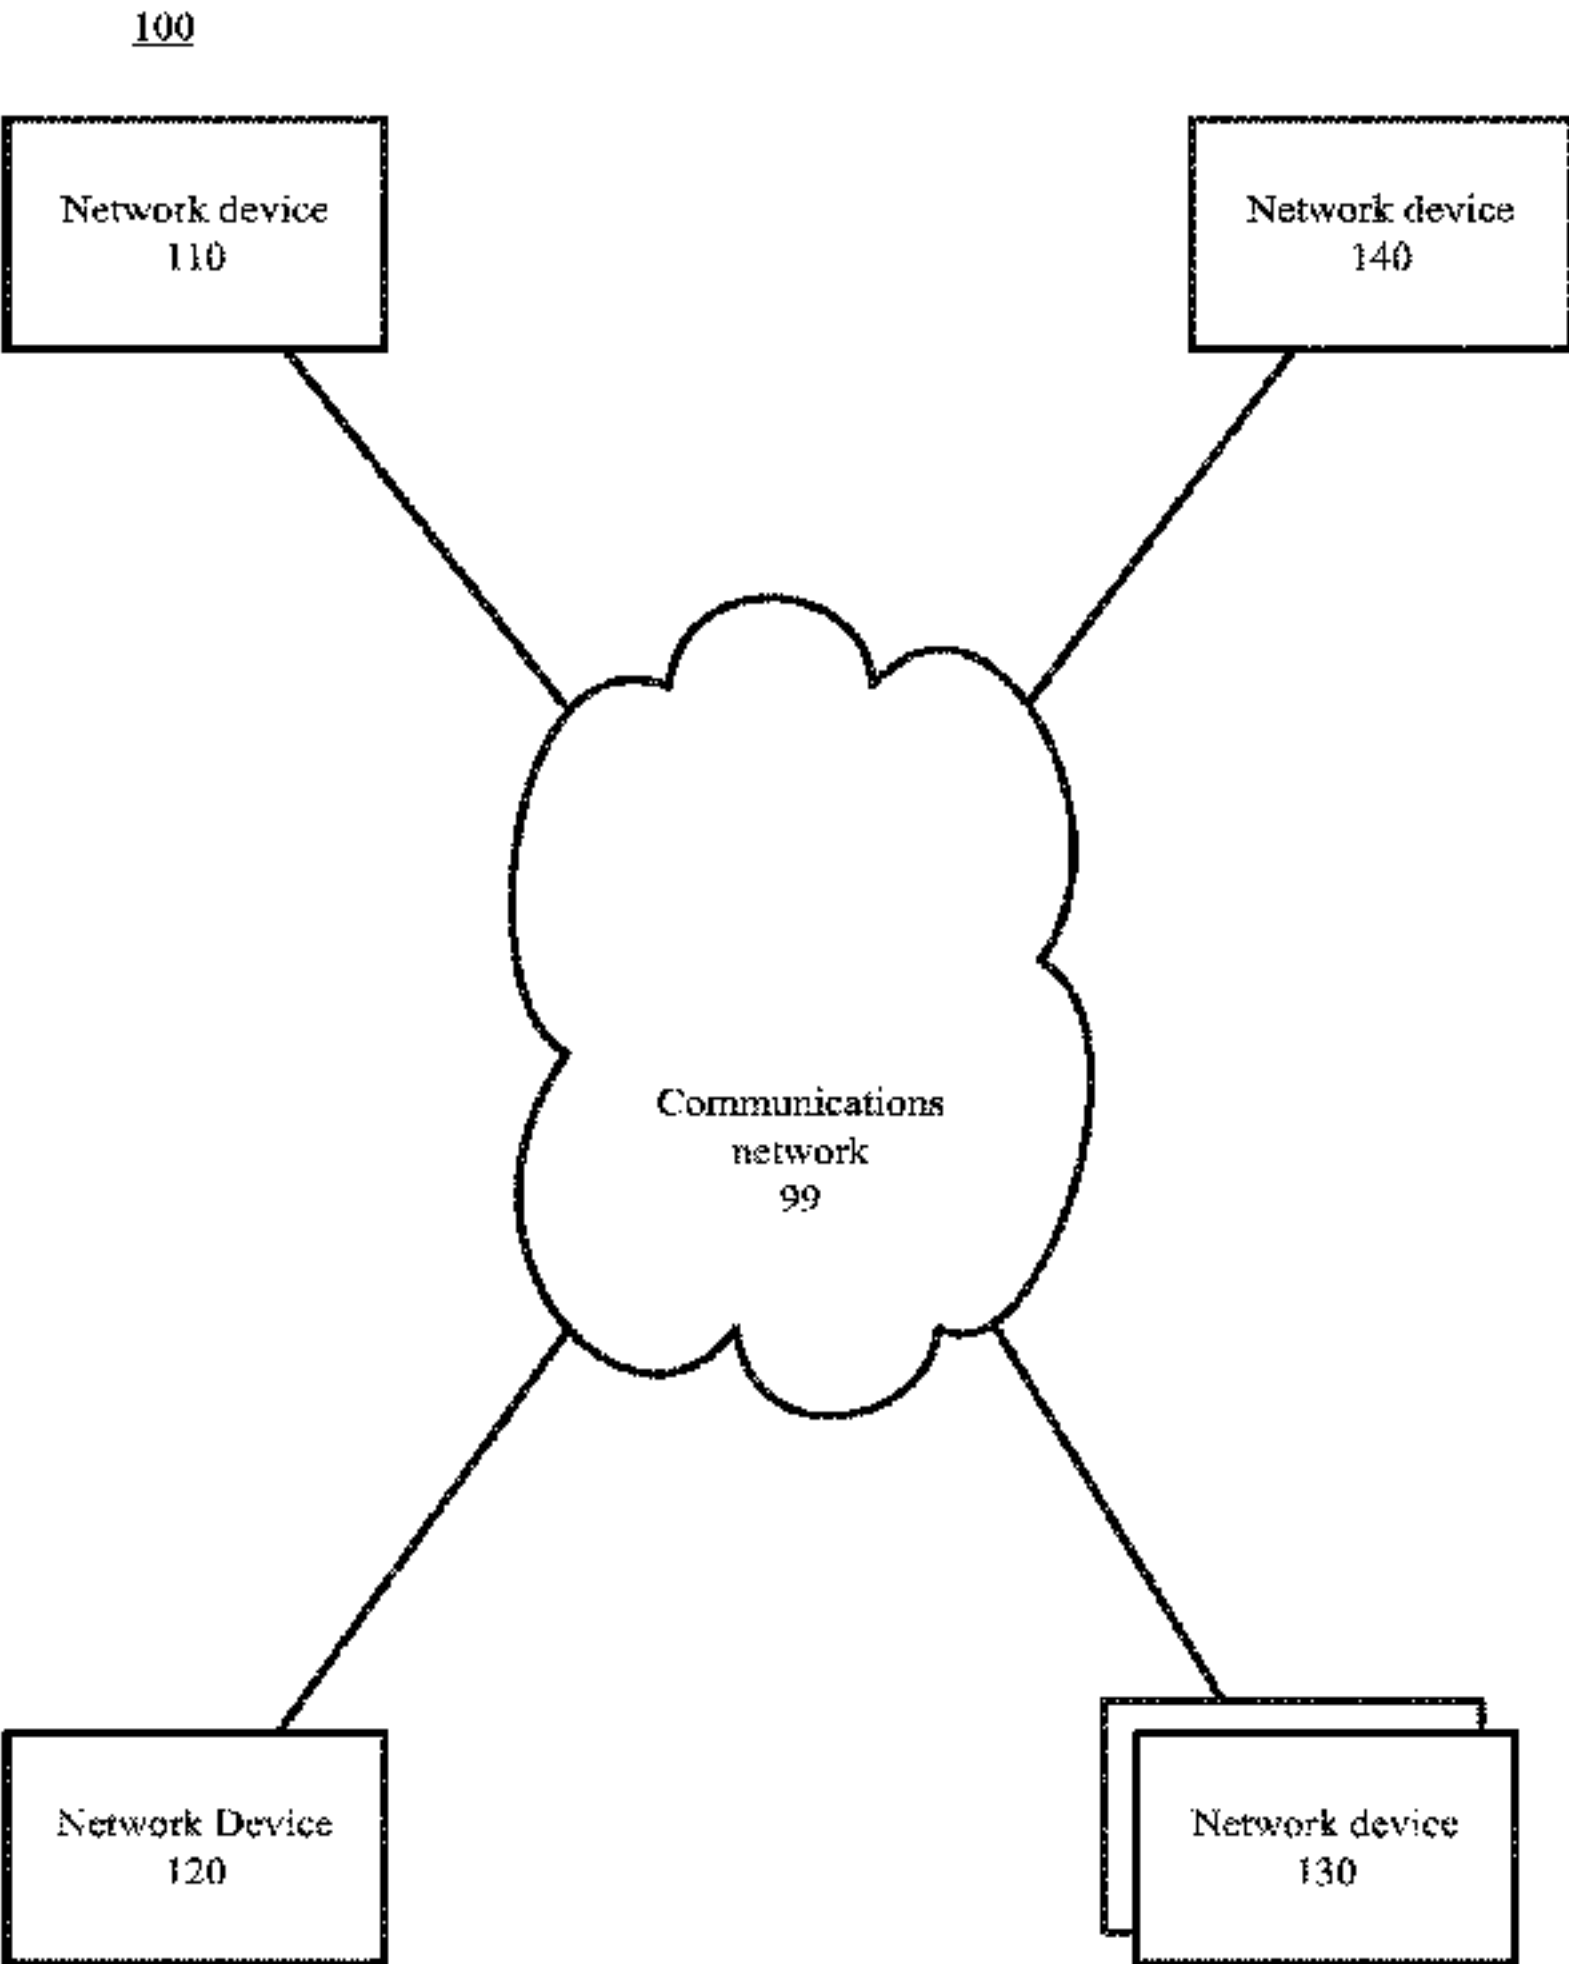 100
Network device
110
Network device
140
Communications
network
99
Network Device
120
Network device
130